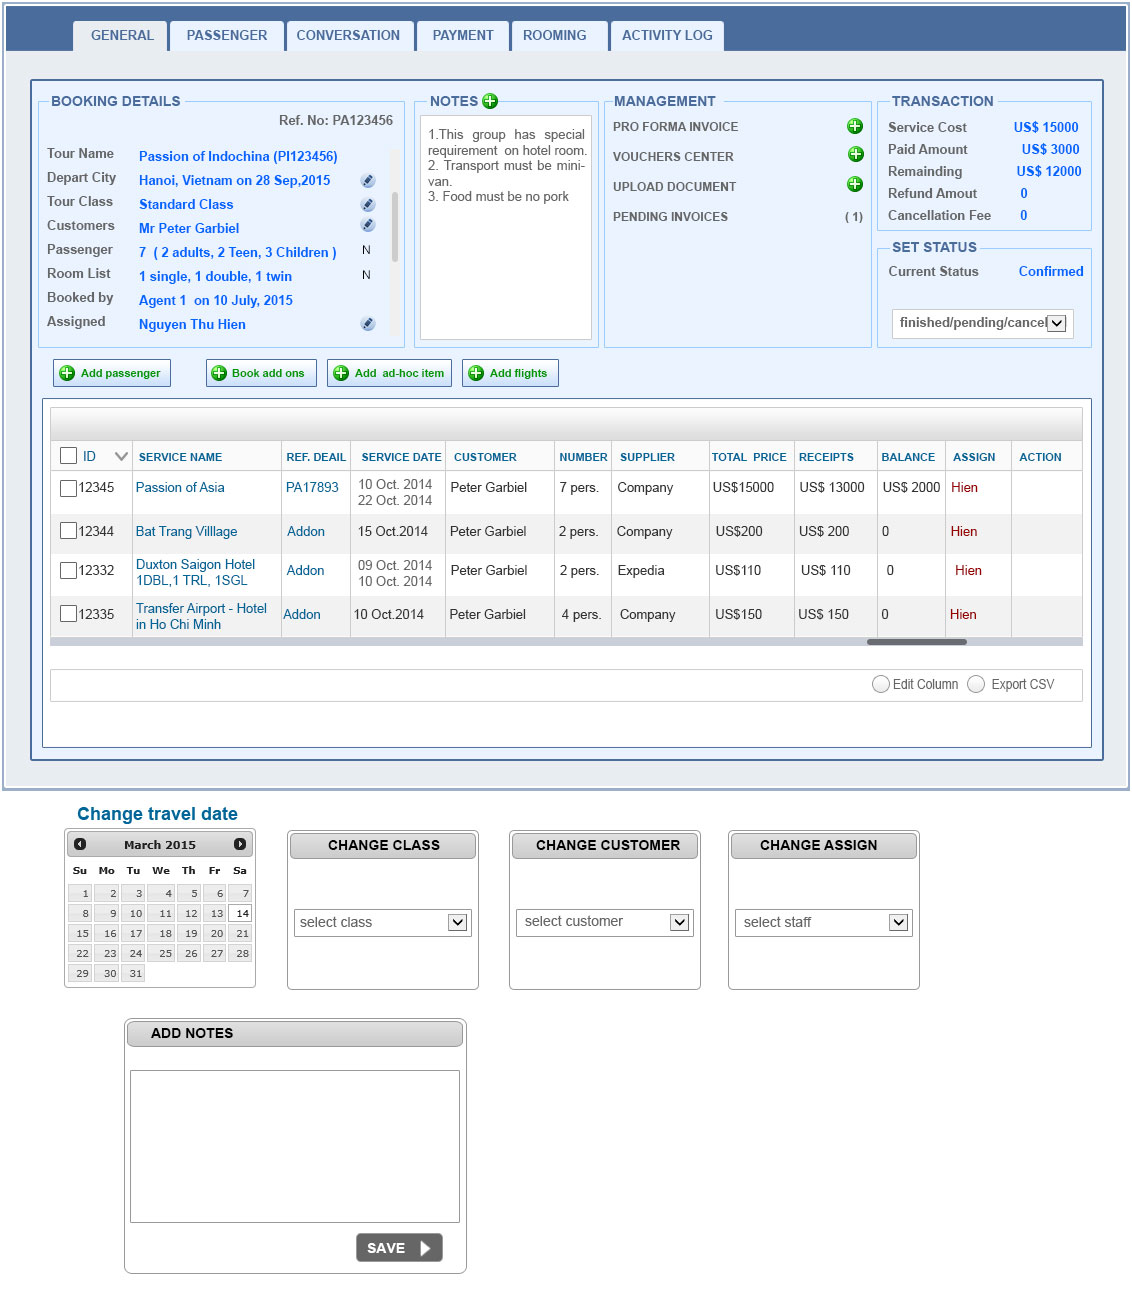 GENERAL PASSENGER CONVERSATION PAYMENT ROOMING ACTIVITY LOG
BOOKING DETAILS
Ref. No: PA123456
Tour Name Passion of Indochina (PI123456)
Depart City Hanoi, Vietnam on 28 Sep,2015
Tour Class Standard Class
Customers Mr Peter Garbiel
Passenger 7 ( 2 adults, 2 Teen, 3 Children ) N
Room List 1 single, 1 double, 1 twin N
Booked by Agent 1 on 10 July, 2015
Assigned Nguyen Thu Hien
NOTES
1.This group has special
requirement on hotel room.
2. Transport must be mini-
van.
3. Food must be no pork
MANAGEMENT
PRO FORMA INVOICE
VOUCHERS CENTER
UPLOAD DOCUMENT
PENDING INVOICES ( 1)
TRANSACTION
Service Cost US$ 15000
Paid Amount US$ 3000
Remainding US$ 12000
Refund Amout 0
Cancellation Fee 0
SET STATUS
Current Status Confirmed
finished/pending/cancel
Add passenger Book add ons Add ad-hoc item Add flights
ID SERVICE NAME REF. DEAIL SERVICE DATE CUSTOMER NUMBER SUPPLIER TOTAL PRICE RECEIPTS BALANCE ASSIGN ACTION
12345 Passion of Asia PA17893 10 Oct. 2014 Peter Garbiel 7 pers. Company US$15000 US$ 13000 US$ 2000 Hien
22 Oct. 2014
12344 Bat Trang Villlage Addon 15 Oct.2014 Peter Garbiel 2 pers. Company US$200 US$ 200 0 Hien
12332 Duxton Saigon Hotel Addon 09 Oct. 2014 Peter Garbiel 2 pers. Expedia US$110 US$ 110 0 Hien
1DBL,1 TRL, 1SGL 10 Oct. 2014
12335 Transfer Airport - Hotel Addon 10 Oct.2014 Peter Garbiel 4 pers. Company US$150 US$ 150 0 Hien
in Ho Chi Minh
Edit Column Export CSV
Change travel date
March 2015
Su Mo Tu We Th Fr Sa
1 2 3 4 5 6 7
8 9 10 11 12 13 14
15 16 17 18 19 20 21
22 23 24 25 26 27 28
29 30 31
CHANGE CLASS
select class
CHANGE CUSTOMER
select customer
CHANGE ASSIGN
select staff
ADD NOTES
SAVE